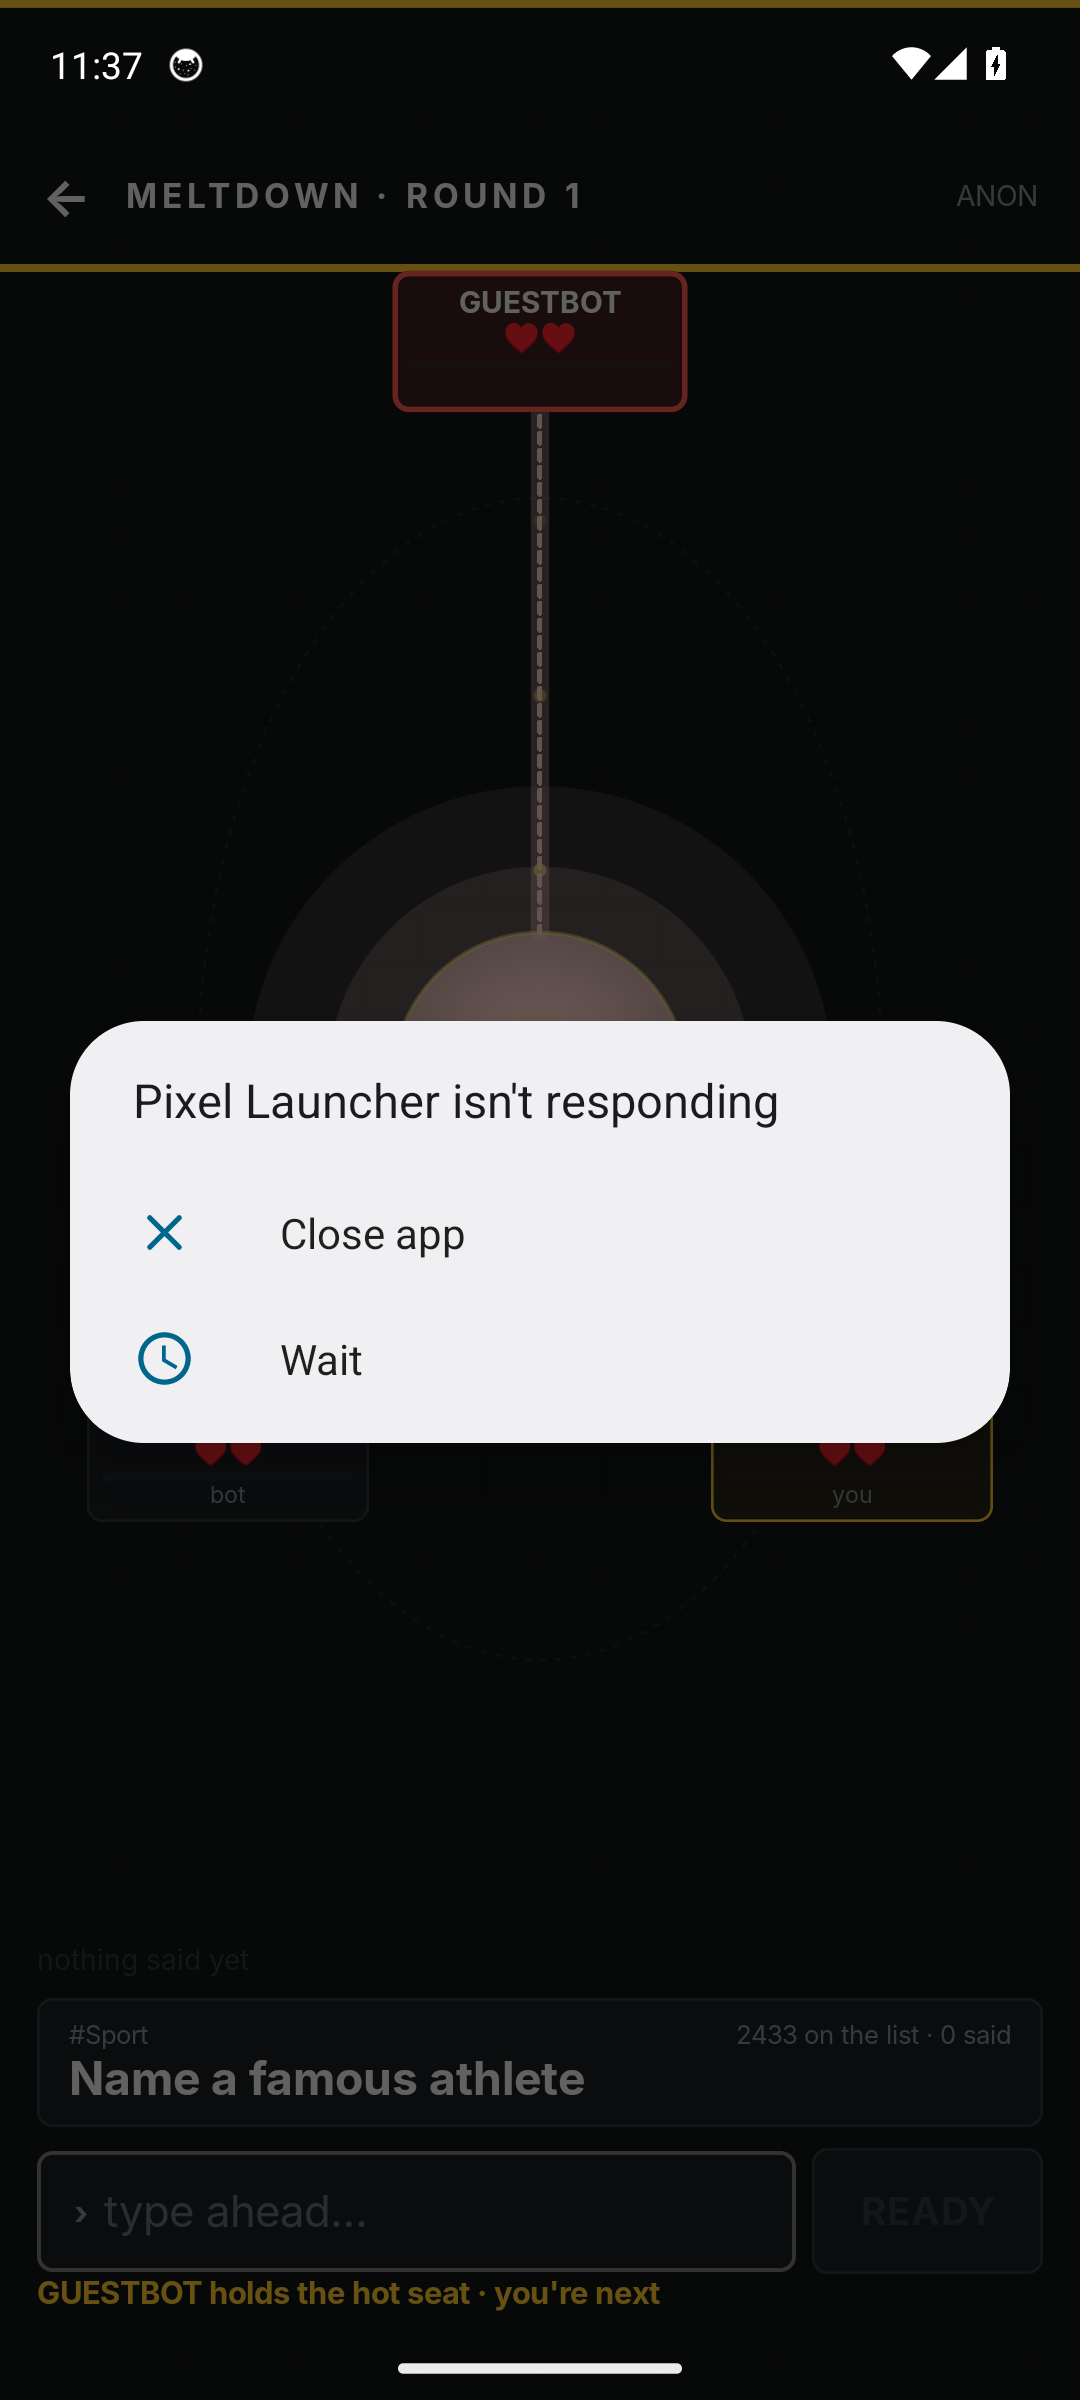 11:37
MELTDOWN · ROUND 1
ANON
GUESTBOT
Pixel Launcher isn't responding
Close app
Wait
bot
you
nothing said yet
#Sport
2433 on the list · 0 said
Name a famous athlete
› type ahead...
READY
GUESTBOT holds the hot seat · you're next